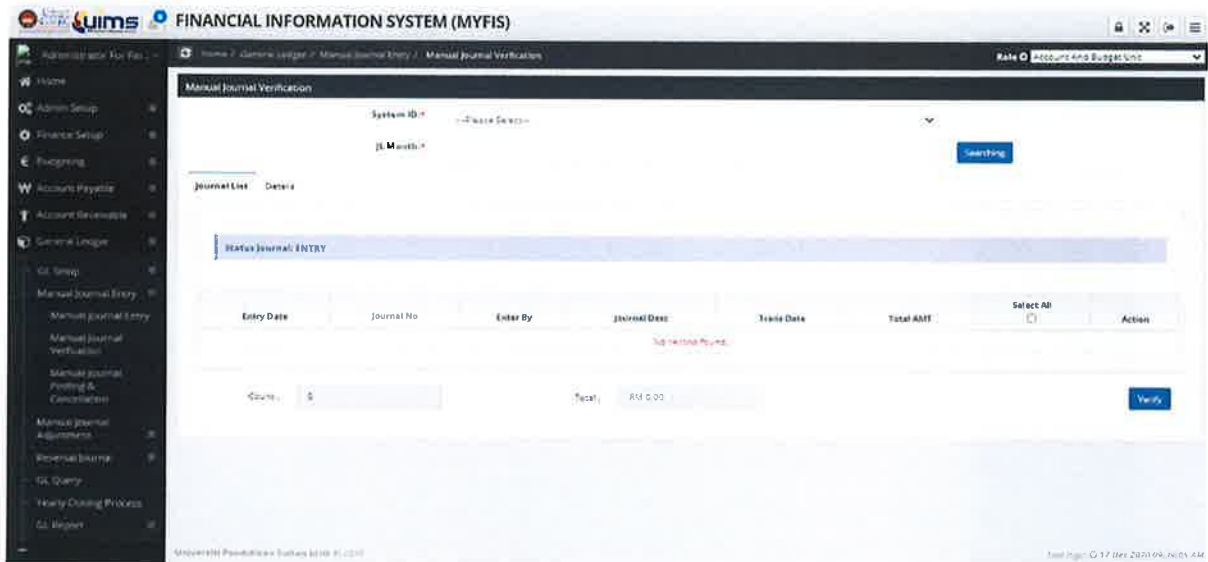 uims FINANCIAL INFORMATION SYSTEM (MYFIS)
Home / General Ledger / Manual Journal Entry / Manual Journal Verification
Role Account And Budget Unit
Home
Manual Journal Verification
Admin Setup
System ID * --Please Select--
Finance Setup
JL Month * Searching
Budgeting
Account Payable
Journal List Details
Account Receivable
General Ledger
Status Journal: ENTRY
GL Setup
Manual Journal Entry
Manual Journal Entry
Entry Date Journal No Enter By Journal Desc Trans Date Total AMT Select All Action
Manual Journal
Verification
No record found.
Manual Journal
Posting &
Cancellation
Count : 0 Total : RM 0.00 Verify
Manual Journal
Adjustment
Reversal Journal
GL Query
Yearly Closing Process
GL Report
Universiti Pendidikan Sultan Idris